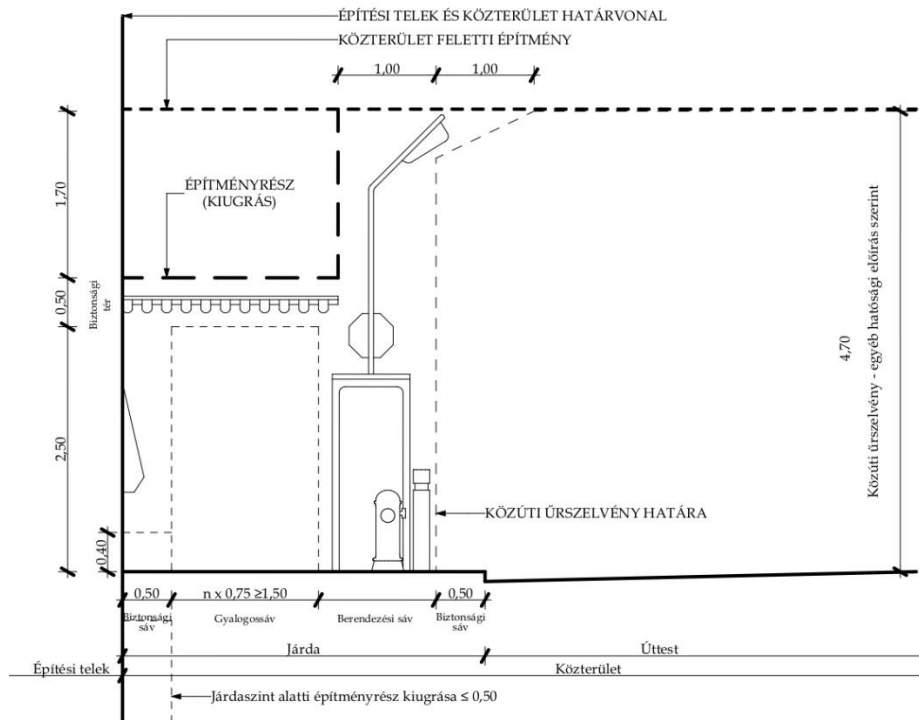 ÉPÍTÉSI TELEK ÉS KÖZTERÜLET HATÁRVONAL
KÖZTERÜLET FELETTI ÉPÍTMÉNY
1,00
1,00
1,70
ÉPÍTMÉNYRÉSZ
(KIUGRÁS)
0,50
Biztonsági
tér
4,70
Közúti űrszelvény - egyéb hatósági előírás szerint
2,50
KÖZÚTI ŰRSZELVÉNY HATÁRA
0,40
0,50
n x 0,75 ≥1,50
0,50
Biztonsági
sáv
Gyalogossáv
Berendezési sáv
Biztonsági
sáv
Járda
Úttest
Építési telek
Közterület
Járdaszint alatti építményrész kiugrása ≤ 0,50